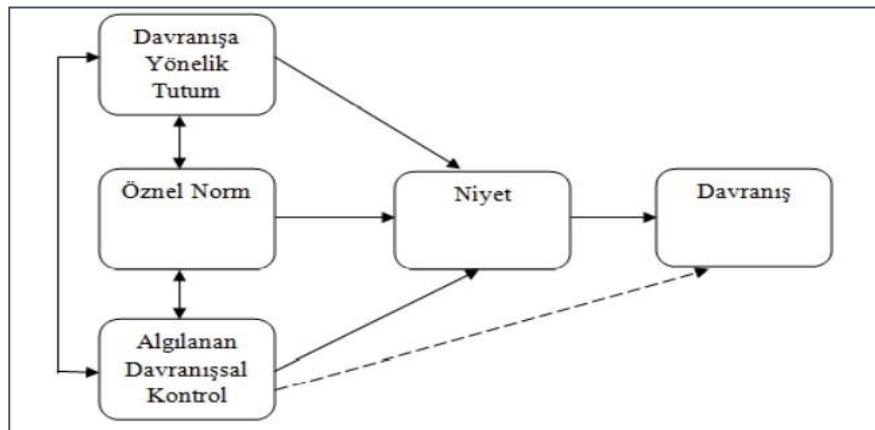 Davranışa
Yönelik
Tutum
Öznel Norm
Niyet
Davranış
Algılanan
Davranışsal
Kontrol